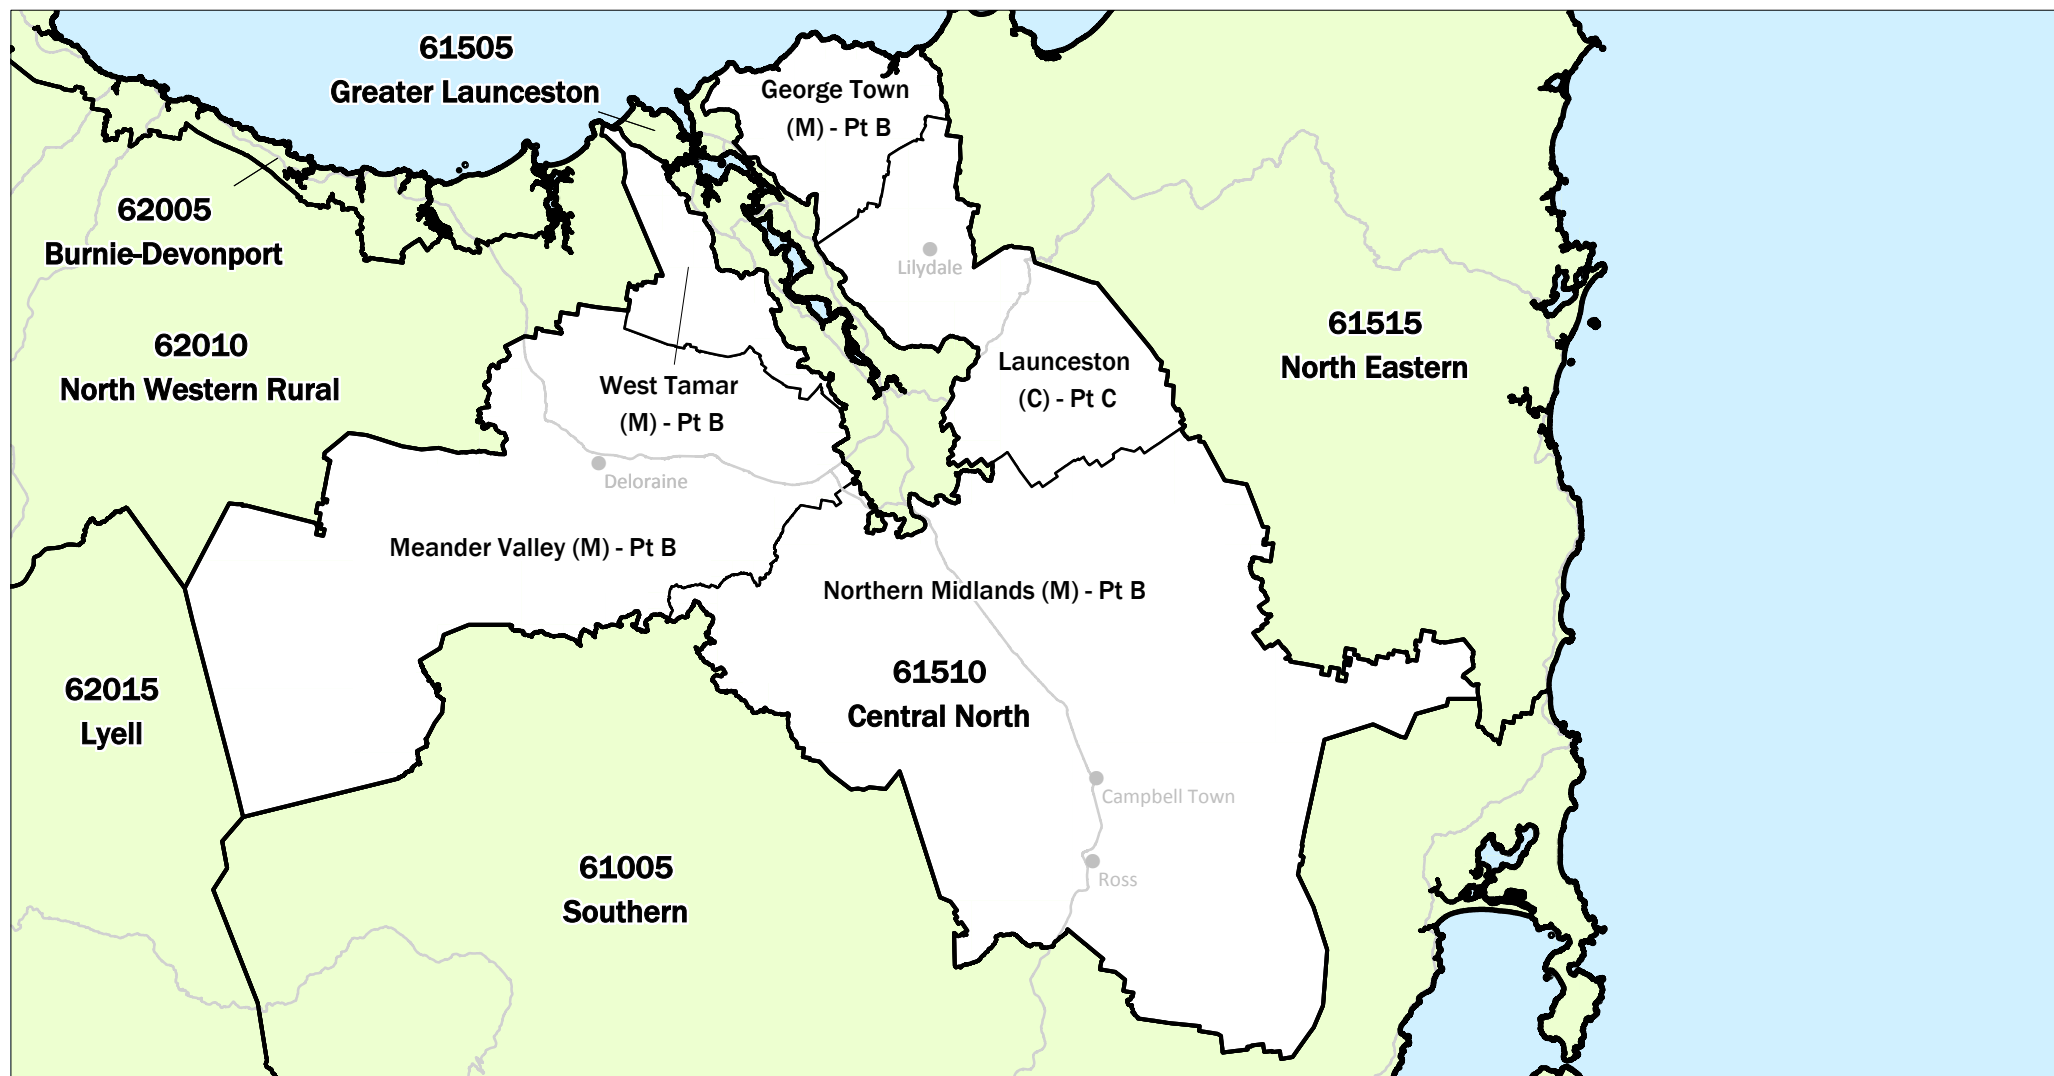 61505
Greater Launceston
George Town
(M) - Pt B
62005
Burnie-Devonport
Lilydale
62010
North Western Rural
61515
North Eastern
Launceston
(C) - Pt C
West Tamar
(M) - Pt B
Deloraine
Meander Valley (M) - Pt B
Northern Midlands (M) - Pt B
61510
Central North
62015
Lyell
Campbell Town
61005
Southern
Ross